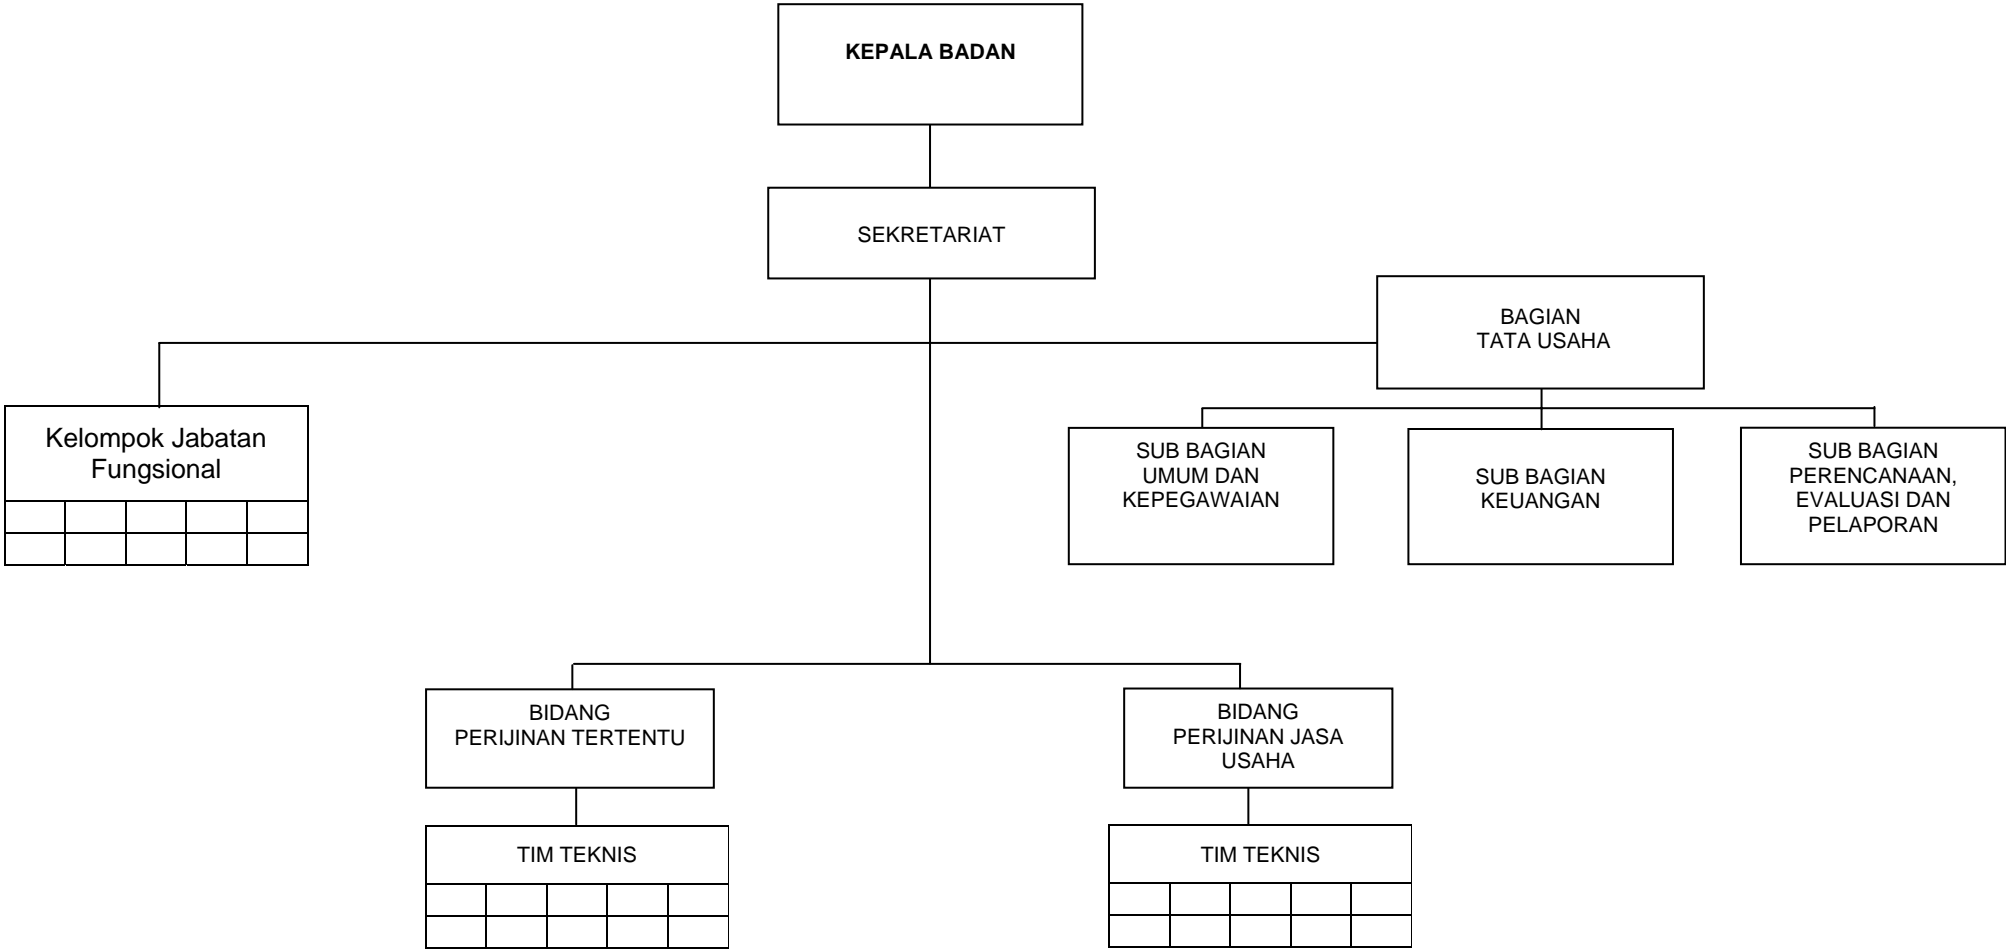 KEPALA BADAN
SEKRETARIAT
BAGIAN
TATA USAHA
Kelompok Jabatan
Fungsional
SUB BAGIAN
UMUM DAN
KEPEGAWAIAN
SUB BAGIAN
KEUANGAN
SUB BAGIAN
PERENCANAAN,
EVALUASI DAN
PELAPORAN
BIDANG
PERIJINAN TERTENTU
BIDANG
PERIJINAN JASA
USAHA
TIM TEKNIS
TIM TEKNIS